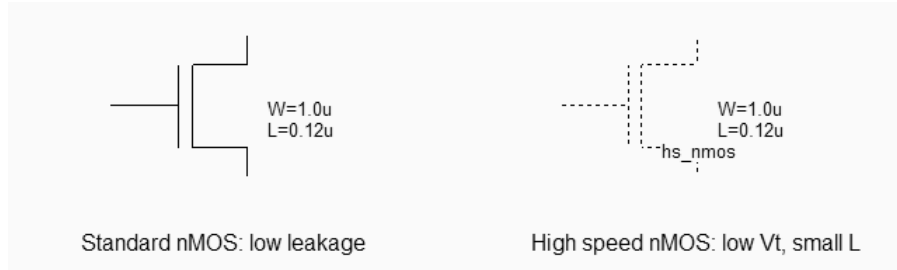 W=1.0u
L=0.12u
W=1.0u
L=0.12u
hs_nmos
Standard nMOS: low leakage
High speed nMOS: low Vt, small L